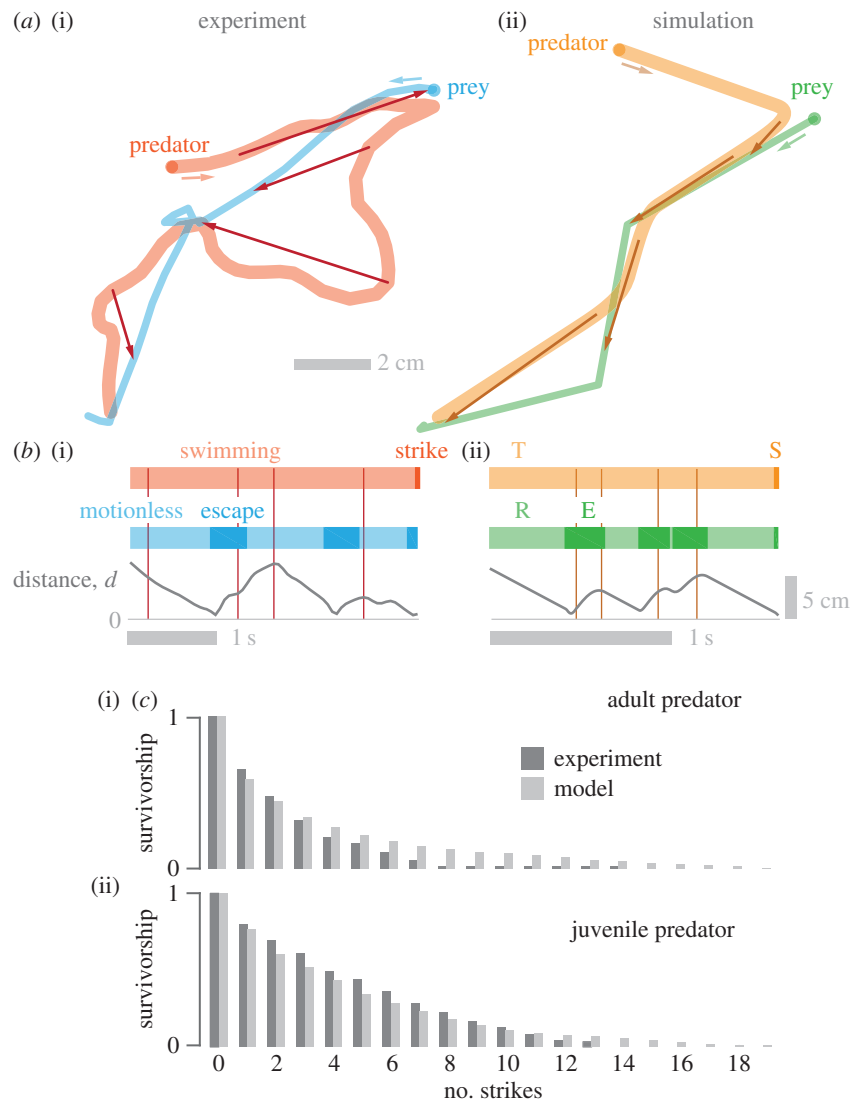 (a) (i) experiment (ii) simulation
predator
prey
prey
predator
2 cm
(b) (i) swimming strike (ii) T S
motionless escape R E
distance, d
0
5 cm
1 s 1 s
(i) (c) adult predator
1
survivorship
0
experiment
model
(ii) juvenile predator
1
survivorship
0
0 2 4 6 8 10 12 14 16 18
no. strikes